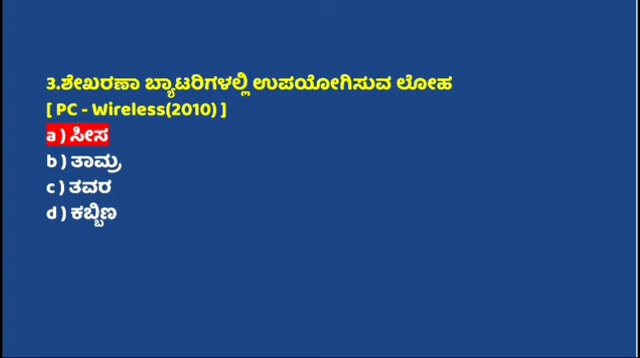 3.ಶೇಖರಣಾ ಬ್ಯಾಟರಿಗಳಲ್ಲಿ ಉಪಯೋಗಿಸುವ ಲೋಹ
[ PC - Wireless(2010) ]
a ) ಸೀಸ
b ) ತಾಮ್ರ
c ) ತವರ
d ) ಕಬ್ಬಿಣ